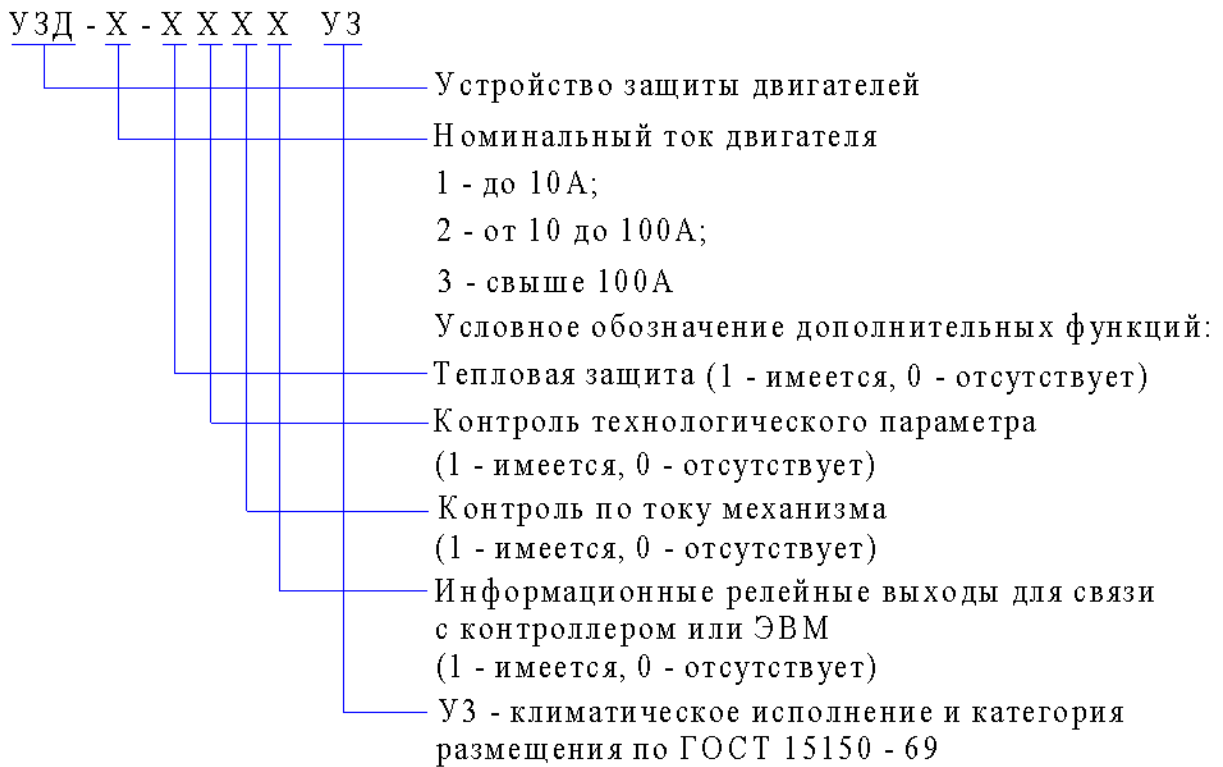 УЗД - Х - Х Х Х Х УЗ
Устройство защиты двигателей
Номинальный ток двигателя
1 - до 10А;
2 - от 10 до 100А;
3 - свыше 100А
Условное обозначение дополнительных функций:
Тепловая защита (1 - имеется, 0 - отсутствует)
Контроль технологического параметра
(1 - имеется, 0 - отсутствует)
Контроль по току механизма
(1 - имеется, 0 - отсутствует)
Информационные релейные выходы для связи
с контроллером или ЭВМ
(1 - имеется, 0 - отсутствует)
У3 - климатическое исполнение и категория
размещения по ГОСТ 15150 - 69